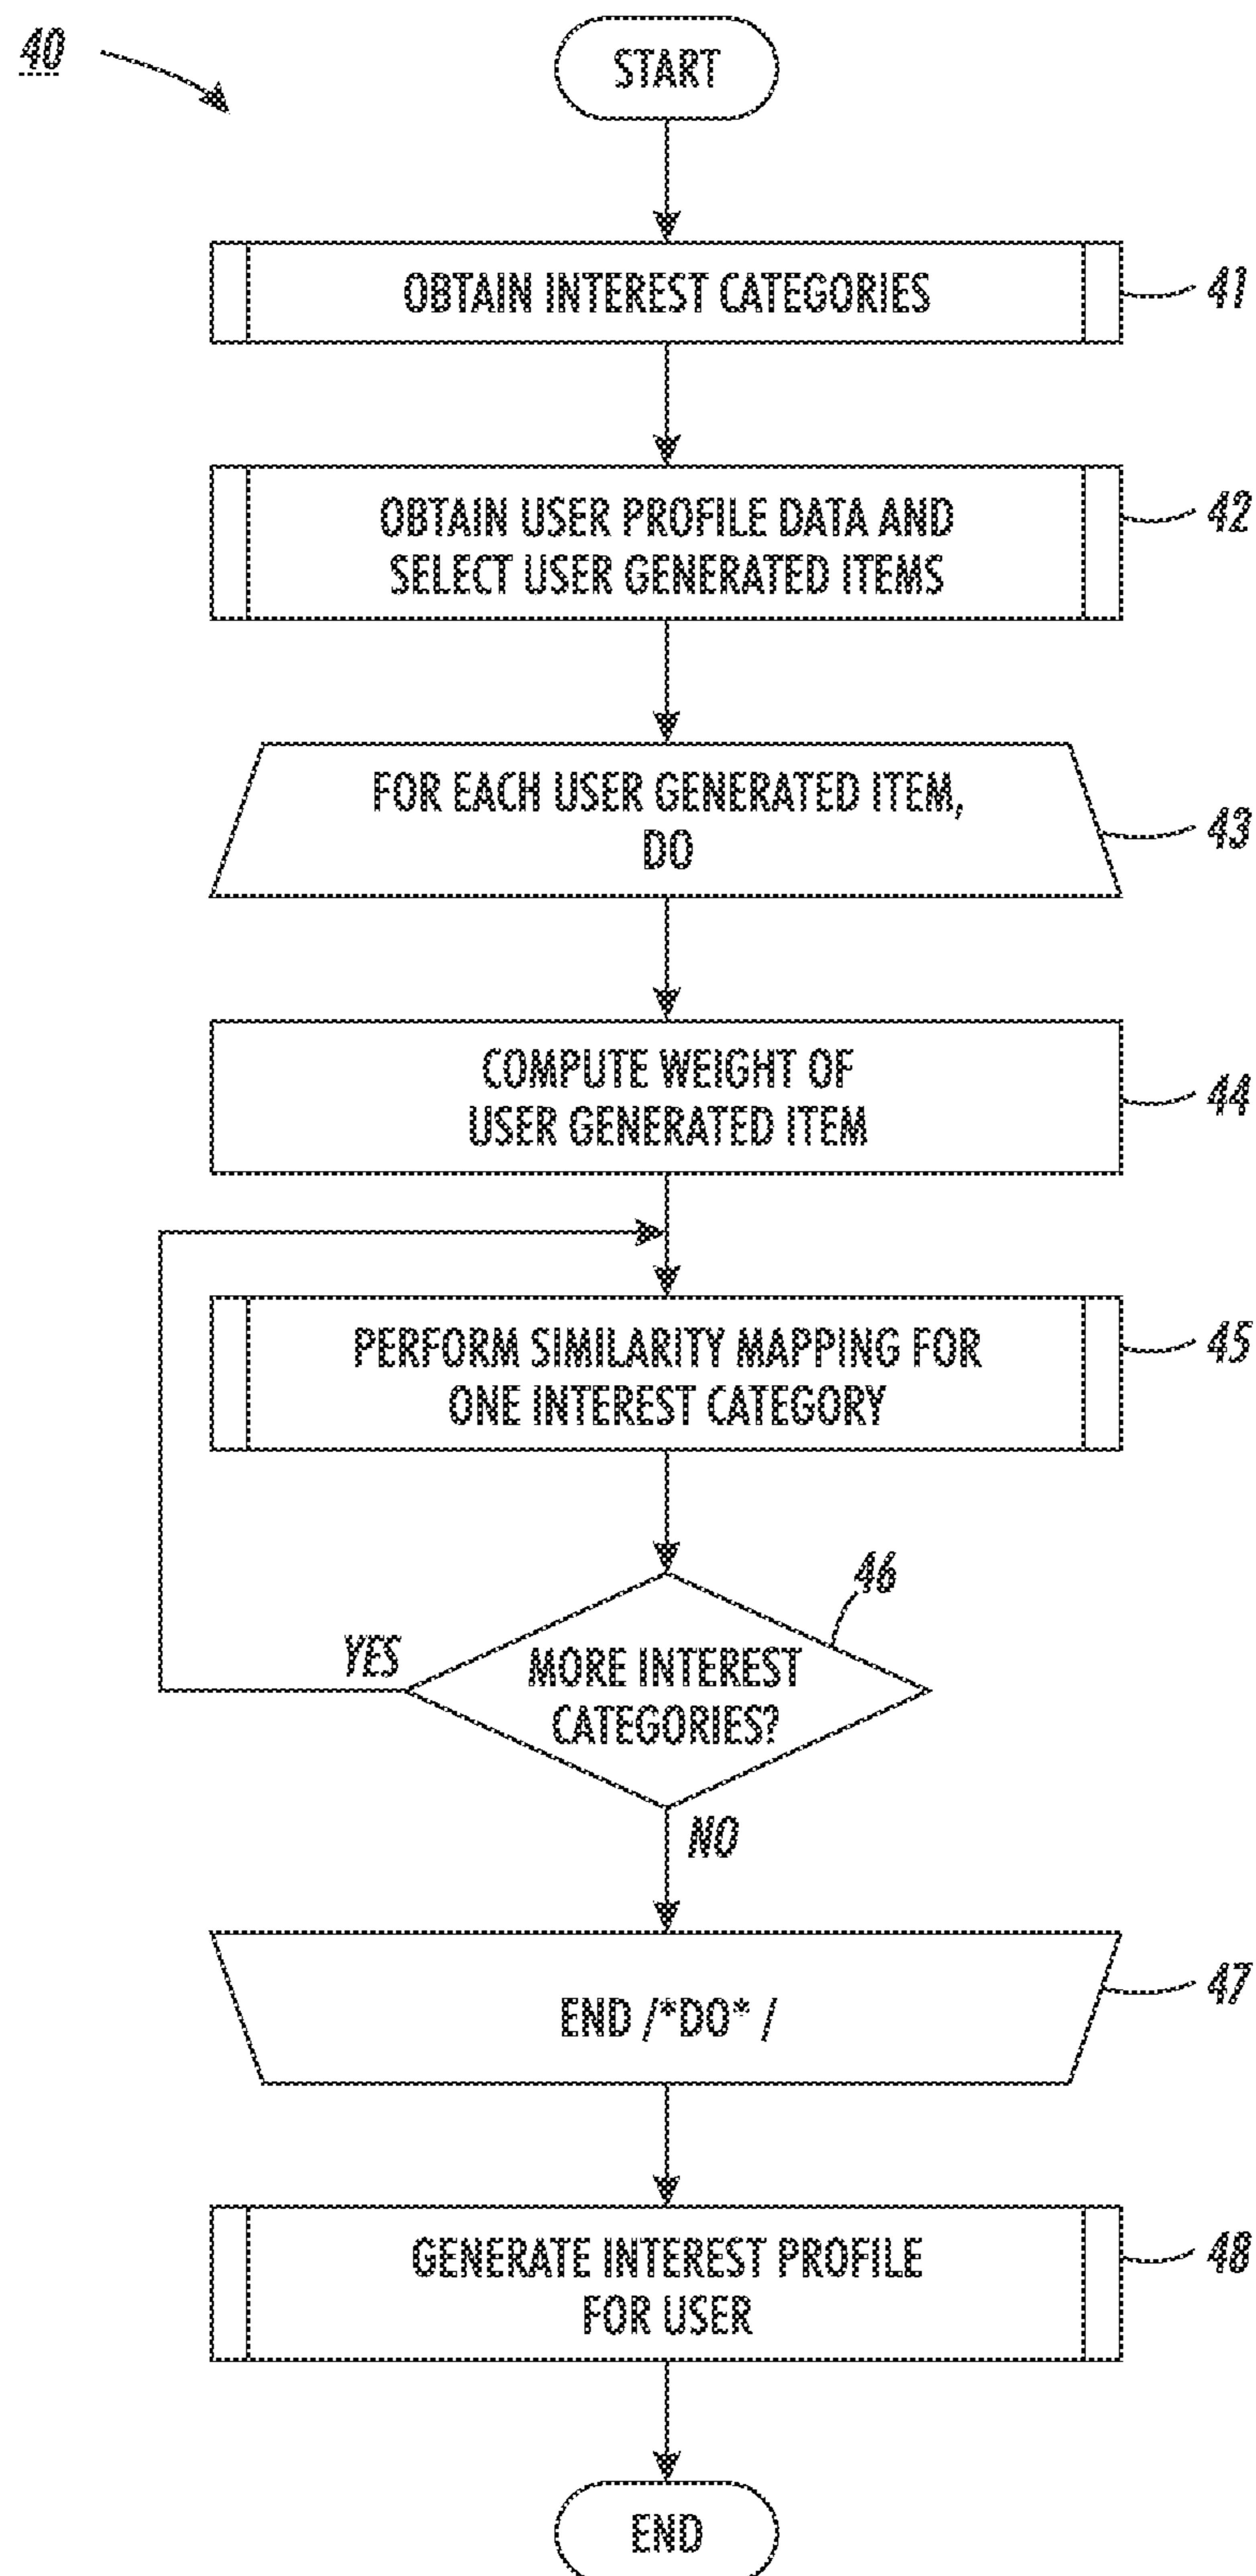 40
START
OBTAIN INTEREST CATEGORIES
41
OBTAIN USER PROFILE DATA AND
SELECT USER GENERATED ITEMS
42
FOR EACH USER GENERATED ITEM,
DO
43
COMPUTE WEIGHT OF
USER GENERATED ITEM
44
PERFORM SIMILARITY MAPPING FOR
ONE INTEREST CATEGORY
45
46
YES
MORE INTEREST
CATEGORIES?
NO
END /*DO* /
47
GENERATE INTEREST PROFILE
FOR USER
48
END